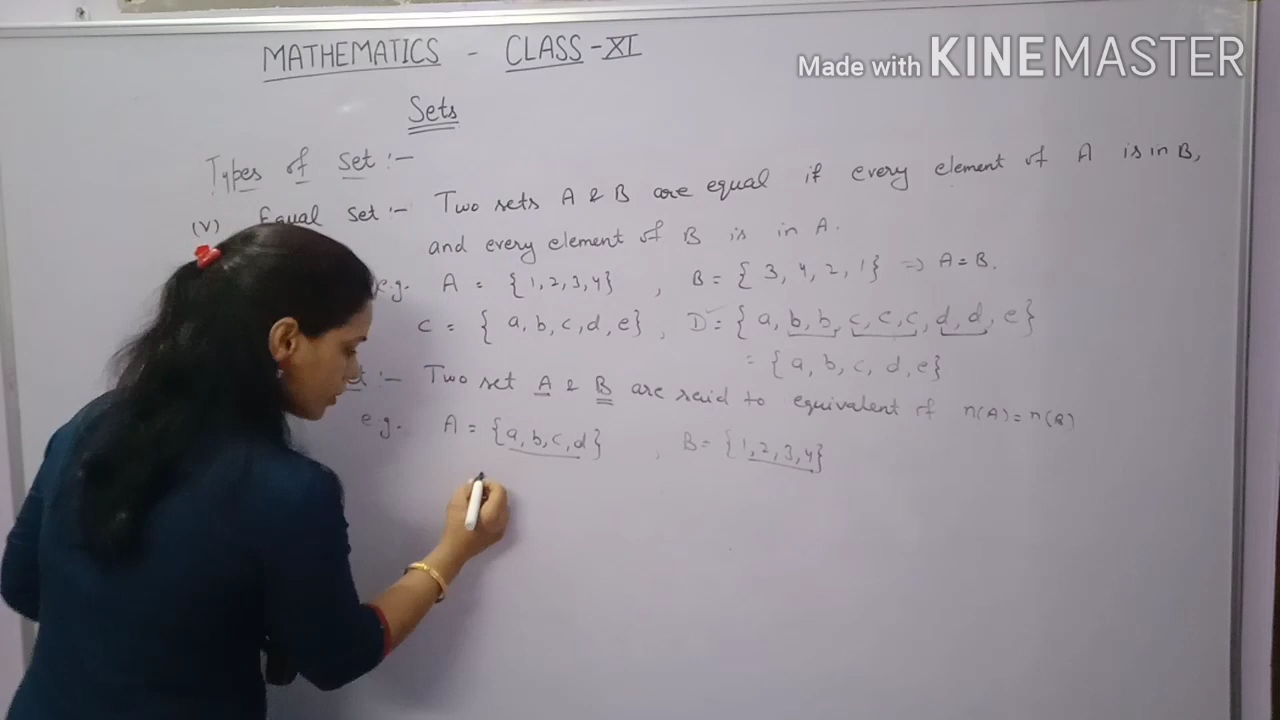 MATHEMATICS - CLASS-XI
Made with KINEMASTER
Sets
Types of set :-
(V) Equal set :- Two sets A & B are equal if every element of A is in B,
and every element of B is in A.
e.g. A = {1,2,3,4} , B = { 3, 4, 2, 1} => A = B.
C = { a, b, c, d, e} , D = { a, b, b, c, c, c, d, d, e}
= { a, b, c, d, e}
set :- Two set A & B are said to equivalent if n(A) = n(B)
e.g. A = {a, b, c, d} , B = {1, 2, 3, 4}